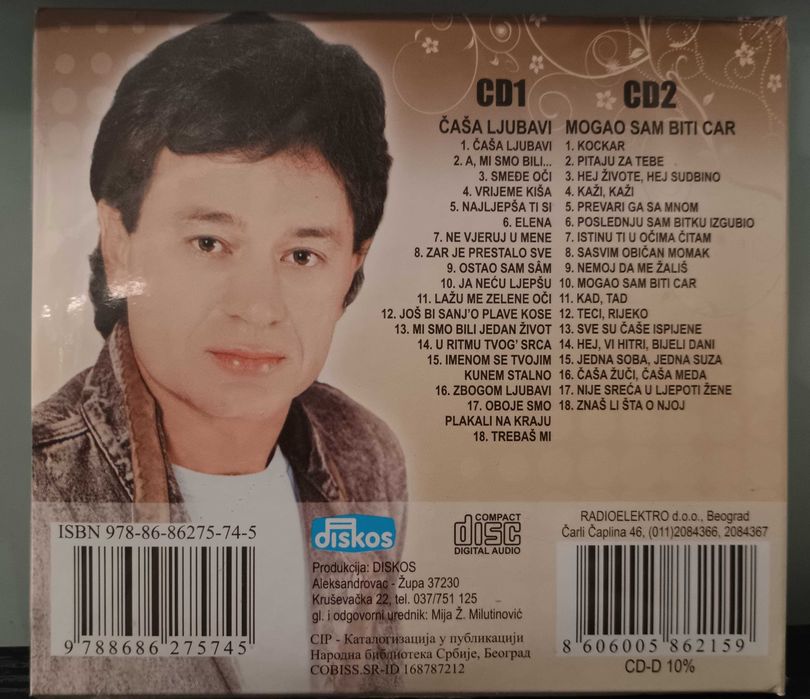 CD1
ČAŠA LJUBAVI
1. ČAŠA LJUBAVI
2. A, MI SMO BILI...
3. SMEĐE OČI
4. VRIJEME KIŠA
5. NAJLJEPŠA TI SI
6. ELENA
7. NE VJERUJ U MENE
8. ZAR JE PRESTALO SVE
9. OSTAO SAM SÂM
10. JA NEĆU LJEPŠU
11. LAŽU ME ZELENE OČI
12. JOŠ BI SANJ'O PLAVE KOSE
13. MI SMO BILI JEDAN ŽIVOT
14. U RITMU TVOG' SRCA
15. IMENOM SE TVOJIM
KUNEM STALNO
16. ZBOGOM LJUBAVI
17. OBOJE SMO
PLAKALI NA KRAJU
18. TREBAŠ MI
CD2
MOGAO SAM BITI CAR
1. KOCKAR
2. PITAJU ZA TEBE
3. HEJ ŽIVOTE, HEJ SUDBINO
4. KAŽI, KAŽI
5. PREVARI GA SA MNOM
6. POSLEDNJU SAM BITKU IZGUBIO
7. ISTINU TI U OČIMA ČITAM
8. SASVIM OBIČAN MOMAK
9. NEMOJ DA ME ŽALIŠ
10. MOGAO SAM BITI CAR
11. KAD, TAD
12. TECI, RIJEKO
13. SVE SU ČAŠE ISPIJENE
14. HEJ, VI HITRI, BIJELI DANI
15. JEDNA SOBA, JEDNA SUZA
16. ČAŠA ŽUČI, ČAŠA MEDA
17. NIJE SREĆA U LJEPOTI ŽENE
18. ZNAŠ LI ŠTA O NJOJ
ISBN 978-86-86275-74-5
9 788686 275745
diskos
Produkcija: DISKOS
Aleksandrovac - Župa 37230
Kruševačka 22, tel. 037/751 125
gl. i odgovorni urednik: Mija Ž. Milutinović
CIP - Каталогизација у публикацији
Народна библиотека Србије, Београд
COBISS.SR-ID 168787212
COMPACT
disc
DIGITAL AUDIO
RADIOELEKTRO d.o.o., Beograd
Čarli Čaplina 46, (011)2084366, 2084367
8 606005 862159
CD-D 10%